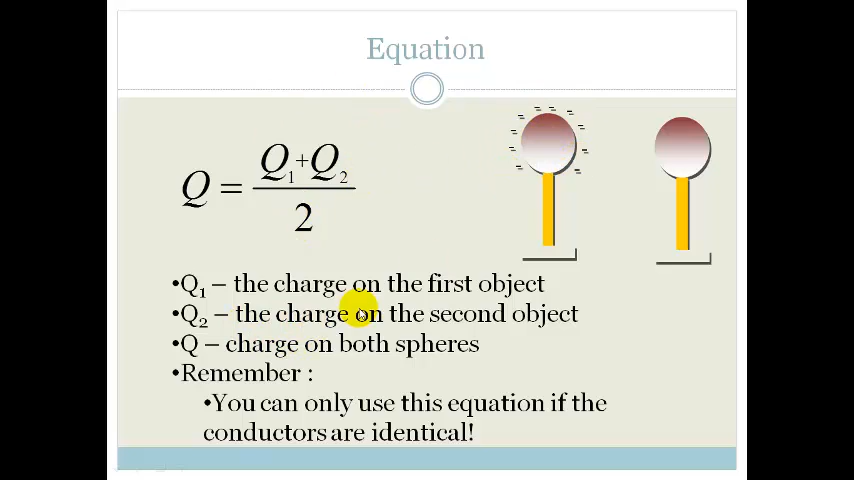 Equation
Q = Q₁+Q₂ / 2
•Q₁ – the charge on the first object
•Q₂ – the charge on the second object
•Q – charge on both spheres
•Remember :
•You can only use this equation if the
conductors are identical!